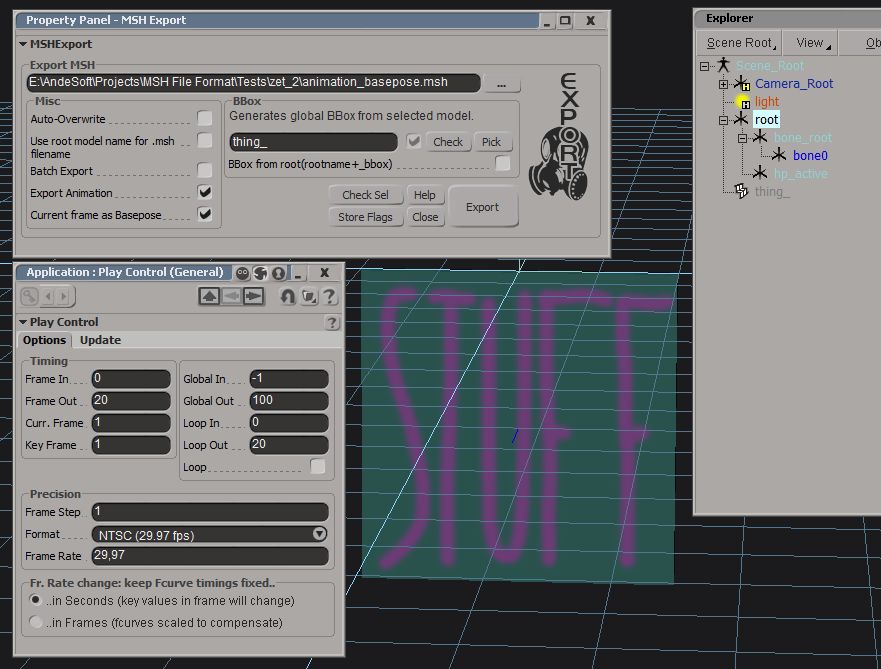 Property Panel - MSH Export
MSHExport
Export MSH
E:\AndeSoft\Projects\MSH File Format\Tests\zet_2\animation_basepose.msh
...
Misc
Auto-Overwrite
Use root model name for .msh
filename
Batch Export
Export Animation
Current frame as Basepose
BBox
Generates global BBox from selected model.
thing_
Check
Pick
BBox from root(rootname+_bbox)
Check Sel
Help
Export
Store Flags
Close
EXPORT
Explorer
Scene Root
View
Ob
Scene_Root
Camera_Root
light
root
bone_root
bone0
hp_active
thing_
Application : Play Control (General)
Play Control
?
Options
Update
Timing
Frame In
0
Frame Out
20
Curr. Frame
1
Key Frame
1
Global In
-1
Global Out
100
Loop In
0
Loop Out
20
Loop
Precision
Frame Step
1
Format
NTSC (29.97 fps)
Frame Rate
29,97
Fr. Rate change: keep Fcurve timings fixed..
..in Seconds (key values in frame will change)
..in Frames (fcurves scaled to compensate)
STUFF